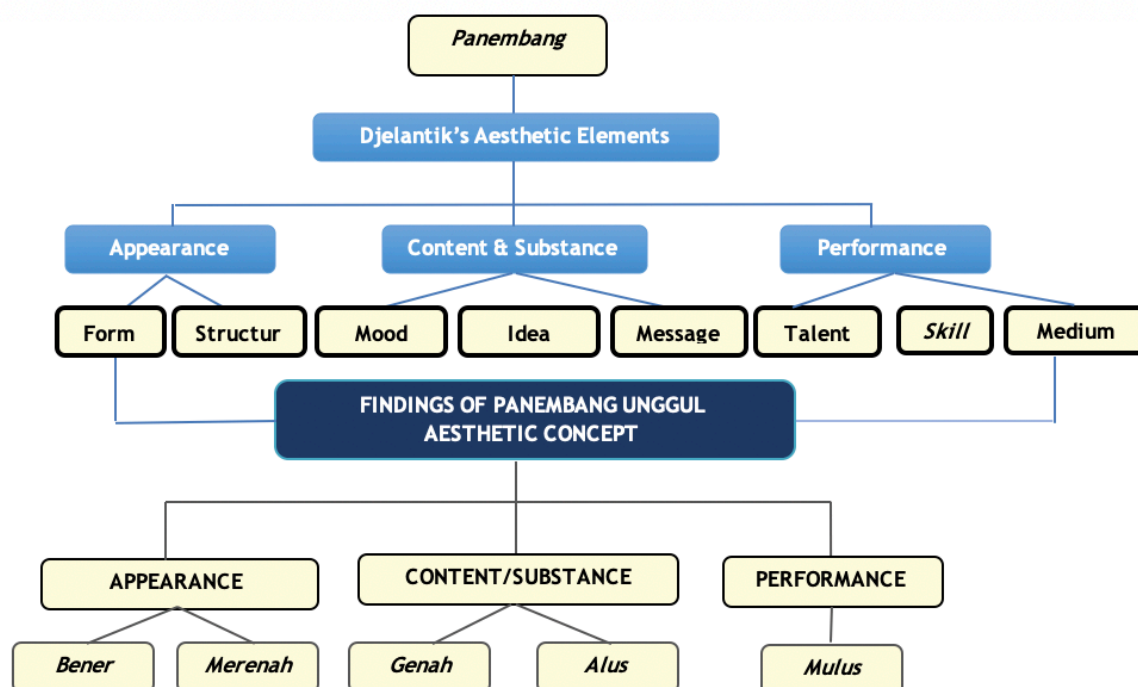 Panembang
Djelantik's Aesthetic Elements
Appearance
Content & Substance
Performance
Form
Structur
Mood
Idea
Message
Talent
Skill
Medium
FINDINGS OF PANEMBANG UNGGUL
AESTHETIC CONCEPT
APPEARANCE
CONTENT/SUBSTANCE
PERFORMANCE
Bener
Merenah
Genah
Alus
Mulus